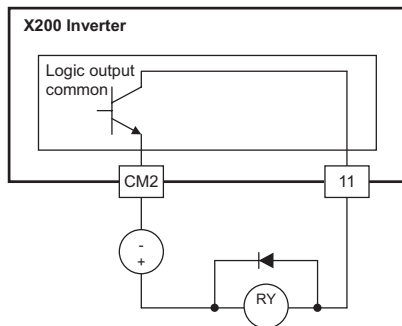 X200 Inverter
Logic output
common
CM2
11
-
+
RY